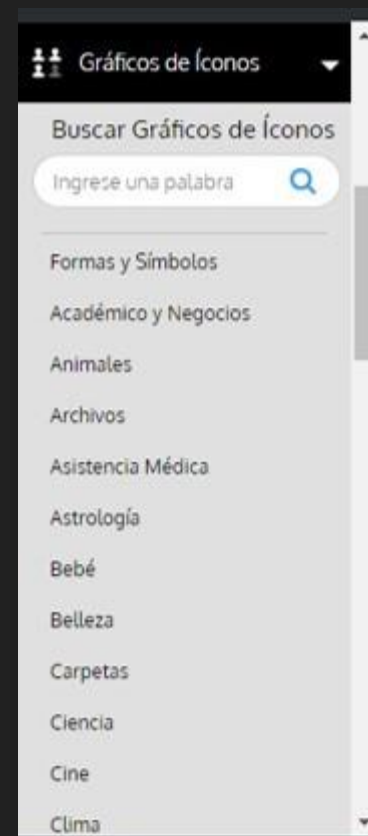 Gráficos de Íconos
Buscar Gráficos de Íconos
Ingrese una palabra
Formas y Símbolos
Académico y Negocios
Animales
Archivos
Asistencia Médica
Astrología
Bebé
Belleza
Carpetas
Ciencia
Cine
Clima